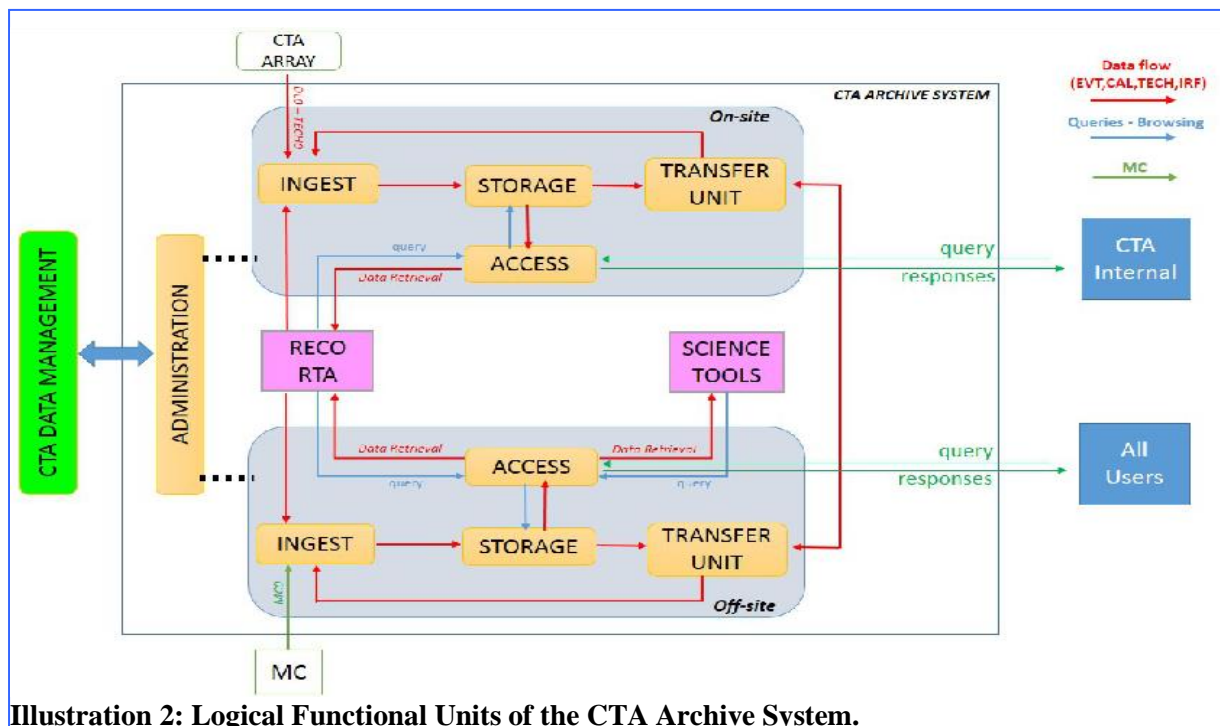 CTA
ARRAY
Data flow
(EVT,CAL,TECH,IRF)
Queries - Browsing
MC
CTA ARCHIVE SYSTEM
On-site
INGEST
STORAGE
TRANSFER
UNIT
query
ACCESS
Data Retrieval
query
responses
CTA
Internal
CTA DATA MANAGEMENT
ADMINISTRATION
RECO
RTA
SCIENCE
TOOLS
Data Retrieval
ACCESS
Data Retrieval
query
query
query
responses
All
Users
INGEST
STORAGE
TRANSFER
UNIT
Off-site
MC
Illustration 2: Logical Functional Units of the CTA Archive System.